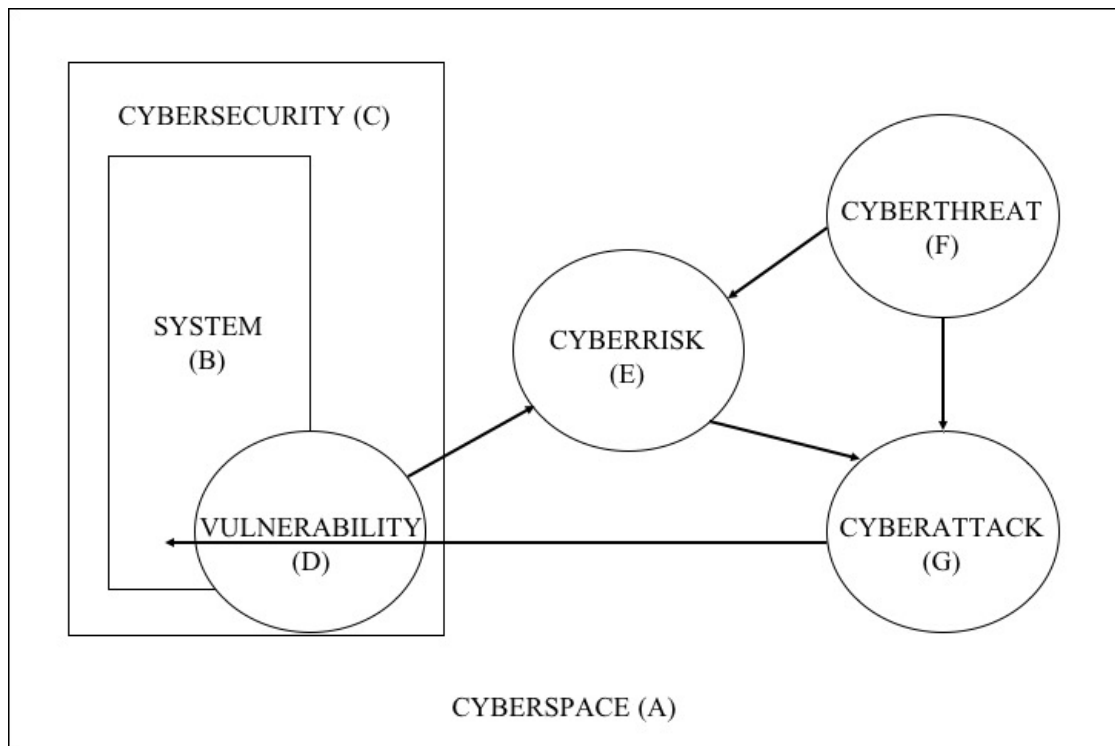 CYBERSECURITY (C)
CYBERTHREAT
(F)
SYSTEM
(B)
CYBERRISK
(E)
VULNERABILITY
(D)
CYBERATTACK
(G)
CYBERSPACE (A)